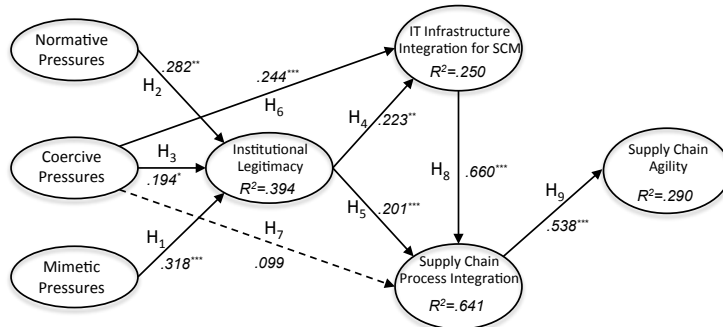 Normative
Pressures
.282**
H2
.244***
H6
IT Infrastructure
Integration for SCM
R²=.250
Coercive
Pressures
H3
.194*
Institutional
Legitimacy
R²=.394
H4
.223**
H5
.201***
H8
.660***
H9
.538***
Supply Chain
Agility
R²=.290
H7
.099
H1
.318***
Mimetic
Pressures
Supply Chain
Process Integration
R²=.641